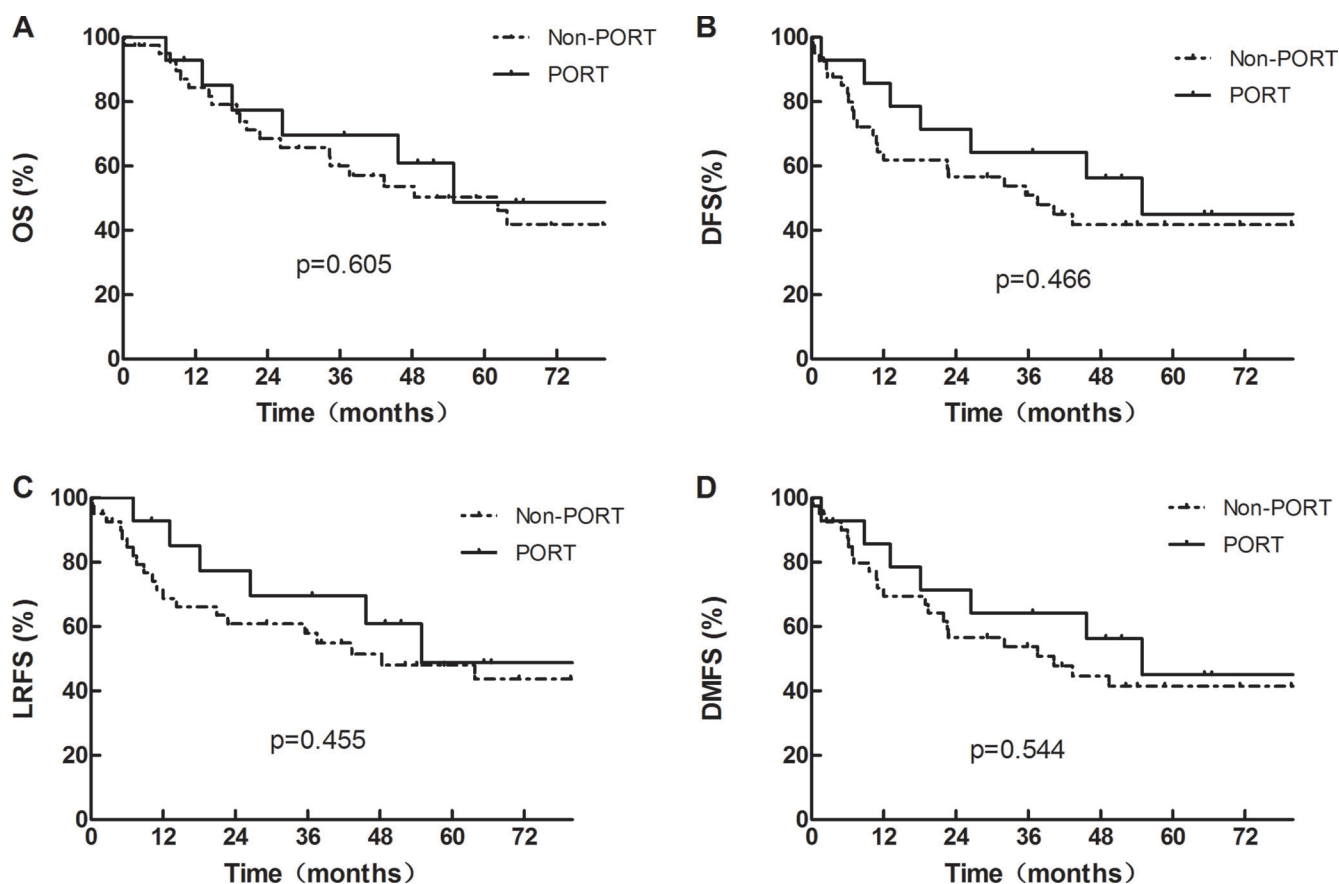 A
100
80
60
40
20
0
OS (%)
Non-PORT
PORT
p=0.605
0 12 24 36 48 60 72
Time（months）
B
100
80
60
40
20
0
DFS(%)
Non-PORT
PORT
p=0.466
0 12 24 36 48 60 72
Time（months）
C
100
80
60
40
20
0
LRFS (%)
Non-PORT
PORT
p=0.455
0 12 24 36 48 60 72
Time（months）
D
100
80
60
40
20
0
DMFS (%)
Non-PORT
PORT
p=0.544
0 12 24 36 48 60 72
Time（months）